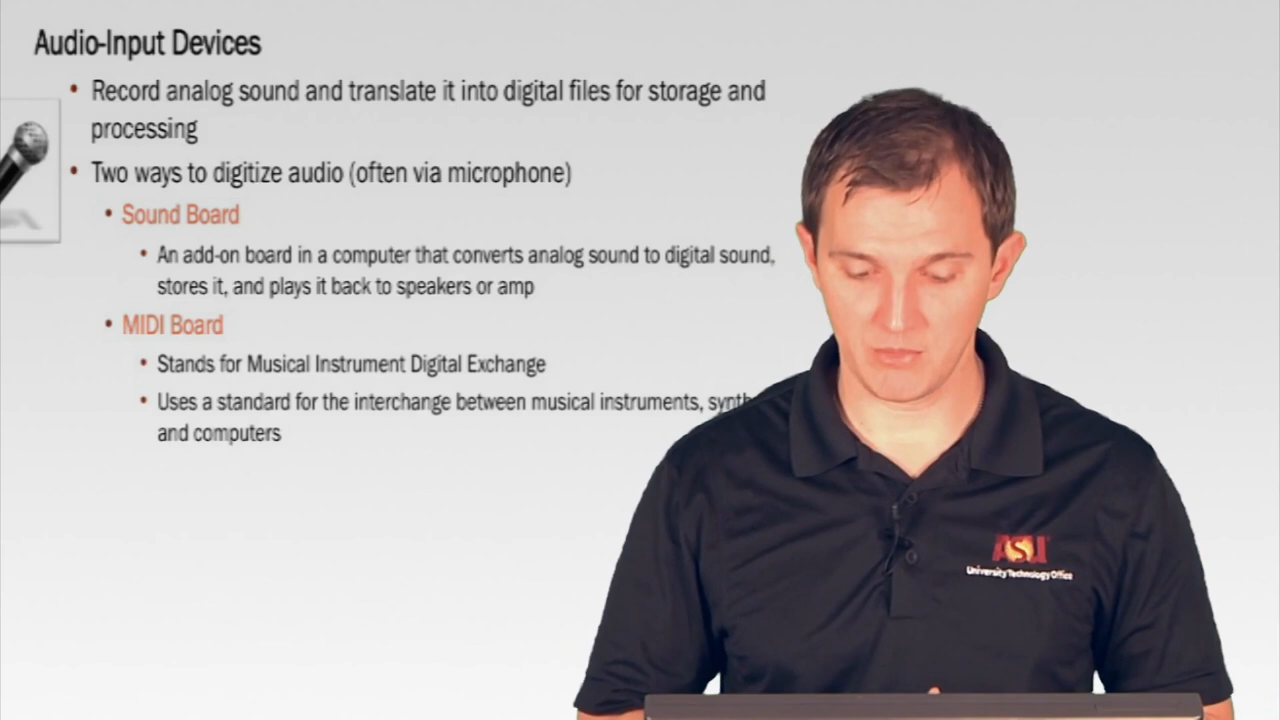 Audio-Input Devices
• Record analog sound and translate it into digital files for storage and
processing
• Two ways to digitize audio (often via microphone)
• Sound Board
• An add-on board in a computer that converts analog sound to digital sound,
stores it, and plays it back to speakers or amp
• MIDI Board
• Stands for Musical Instrument Digital Exchange
• Uses a standard for the interchange between musical instruments,
and computers
ASU
University Technology Office